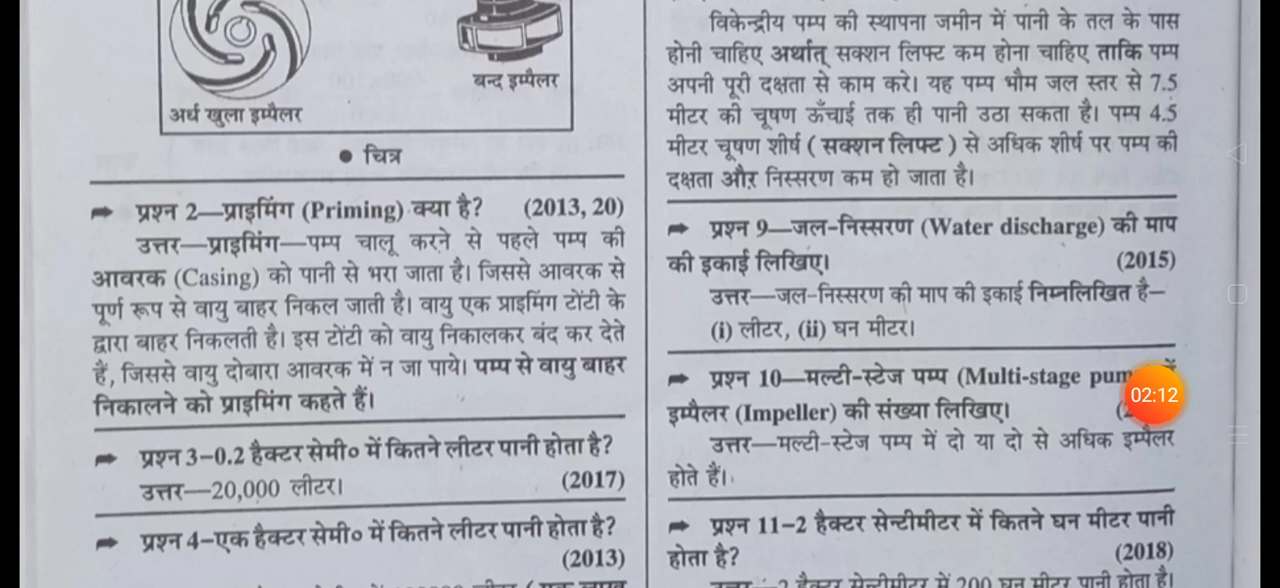 अर्ध खुला इम्पैलर
बन्द इम्पैलर
● चित्र
➡ प्रश्न 2—प्राइमिंग (Priming) क्या है? (2013, 20)
उत्तर—प्राइमिंग—पम्प चालू करने से पहले पम्प की
आवरक (Casing) को पानी से भरा जाता है। जिससे आवरक से
पूर्ण रूप से वायु बाहर निकल जाती है। वायु एक प्राइमिंग टोंटी के
द्वारा बाहर निकलती है। इस टोंटी को वायु निकालकर बंद कर देते
हैं, जिससे वायु दोबारा आवरक में न जा पाये। पम्प से वायु बाहर
निकालने को प्राइमिंग कहते हैं।
➡ प्रश्न 3–0.2 हैक्टर सेमी० में कितने लीटर पानी होता है?
उत्तर—20,000 लीटर। (2017)
➡ प्रश्न 4–एक हैक्टर सेमी० में कितने लीटर पानी होता है?
(2013)
विकेन्द्रीय पम्प की स्थापना जमीन में पानी के तल के पास
होनी चाहिए अर्थात् सक्शन लिफ्ट कम होना चाहिए ताकि पम्प
अपनी पूरी दक्षता से काम करे। यह पम्प भौम जल स्तर से 7.5
मीटर की चूषण ऊँचाई तक ही पानी उठा सकता है। पम्प 4.5
मीटर चूषण शीर्ष ( सक्शन लिफ्ट ) से अधिक शीर्ष पर पम्प की
दक्षता और निस्सरण कम हो जाता है।
➡ प्रश्न 9—जल-निस्सरण (Water discharge) की माप
की इकाई लिखिए। (2015)
उत्तर—जल-निस्सरण की माप की इकाई निम्नलिखित है–
(i) लीटर, (ii) घन मीटर।
➡ प्रश्न 10—मल्टी-स्टेज पम्प (Multi-stage pum
इम्पैलर (Impeller) की संख्या लिखिए।
उत्तर—मल्टी-स्टेज पम्प में दो या दो से अधिक इम्पैलर
होते हैं।
➡ प्रश्न 11–2 हैक्टर सेन्टीमीटर में कितने घन मीटर पानी
होता है? (2018)
2 हैक्टर सेन्टीमीटर में 200 घन मीटर पानी होता है।
02:12